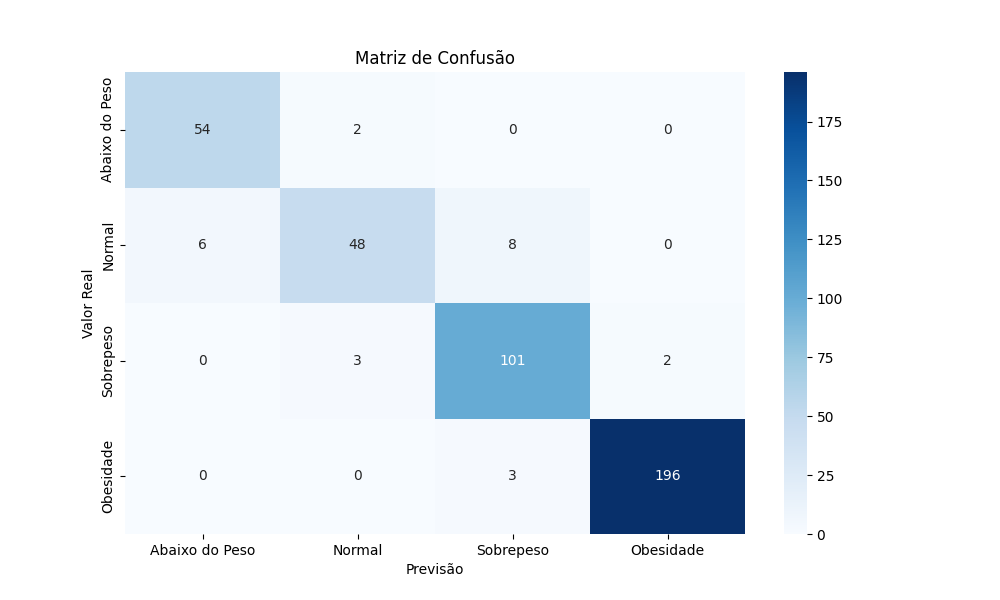 Matriz de Confusão
Valor Real
Abaixo do Peso
54 2 0 0
Normal
6 48 8 0
Sobrepeso
0 3 101 2
Obesidade
0 0 3 196
Abaixo do Peso Normal Sobrepeso Obesidade
Previsão
175
150
125
100
75
50
25
0